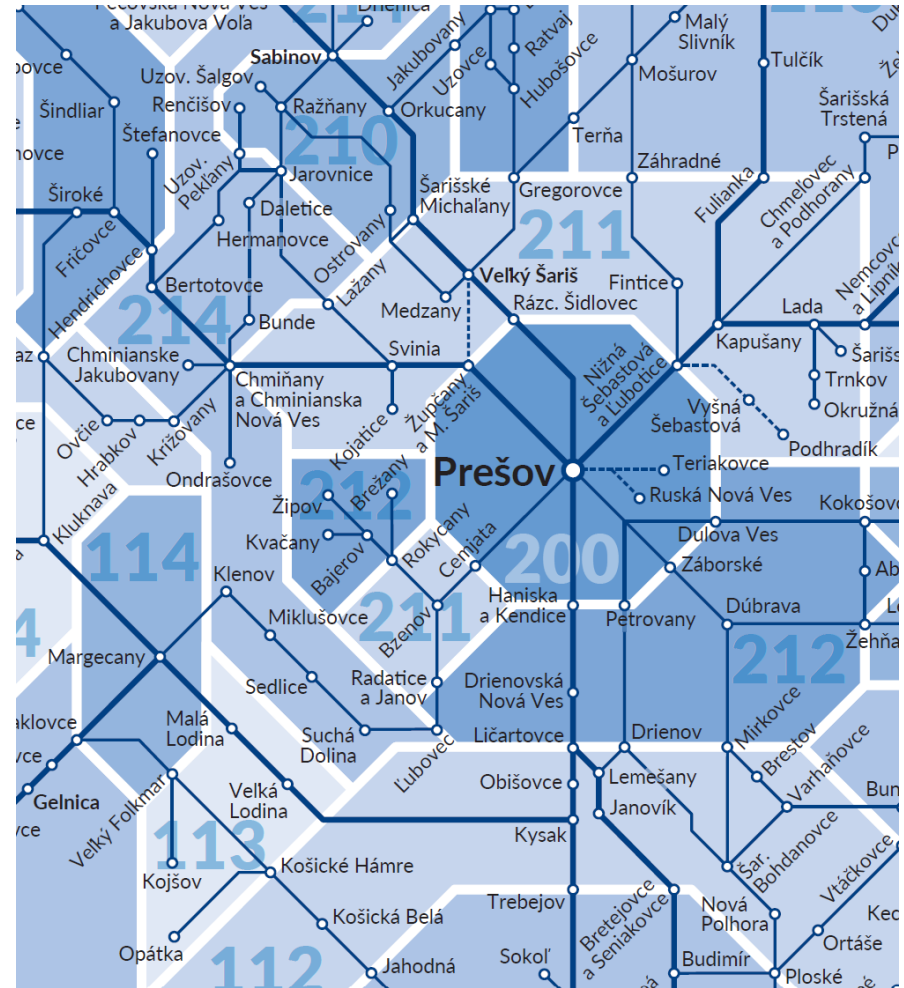 Pečovská Nová Ves
a Jakubova Voľa
214
Drienica
Sabinov
Jakubovany
Uzovce
Ratvaj
Hubošovce
Malý
Slivník
Mošurov
Tulčík
Uzov. Šalgov
Renčišov
Štefanovce
Šindliar
Ražňany
210
Orkucany
Terňa
Šarišská
Trstená
Široké
Uzov.
Pekľany
Jarovnice
Záhradné
Fričovce
Daletice
Hermanovce
Ostrovany
Šarišské
Michaľany
Gregorovce
211
Fulianka
Chmeľovec
a Podhorany
Hendrichovce
Bertotovce
214
Lažany
Medzany
Veľký Šariš
Rázc. Šidlovec
Fintice
Lada
Nemcovce
a Lipníky
Bunde
Chminianske
Jakubovany
Svinia
Kapušany
Trnkov
Okružná
Chmiňany
a Chminianska
Nová Ves
Kojatice
Župčany
a M. Šariš
Nižná
Šebastová
a Ľubotice
Vyšná
Šebastová
Podhradík
Ovčie
Hrabkov
Križovany
Ondrašovce
Prešov
Teriakovce
Ruská Nová Ves
212
Brežany
Žipov
Kvačany
Bajerov
Rokycany
Cemjata
200
Dulova Ves
Kokošovce
Záborské
Kluknava
114
Klenov
Miklušovce
Bzenov
211
Haniska
a Kendice
Petrovany
Dúbrava
212
Žehňa
Margecany
Sedlice
Radatice
a Janov
Drienovská
Nová Ves
Malá
Lodina
Suchá
Dolina
Ľubovec
Ličartovce
Drienov
Mirkovce
Brestov
Varhaňovce
Gelnica
Veľký Folkmar
Veľká
Lodina
Obišovce
Lemešany
Janovík
113
Kojšov
Kysak
Šar.
Bohdanovce
Vtáčkovce
Košické Hámre
Opátka
Košická Belá
Trebejov
Bretejovce
a Seniakovce
Nová
Polhora
Ortáše
112
Jahodná
Sokoľ
Budimír
Ploské